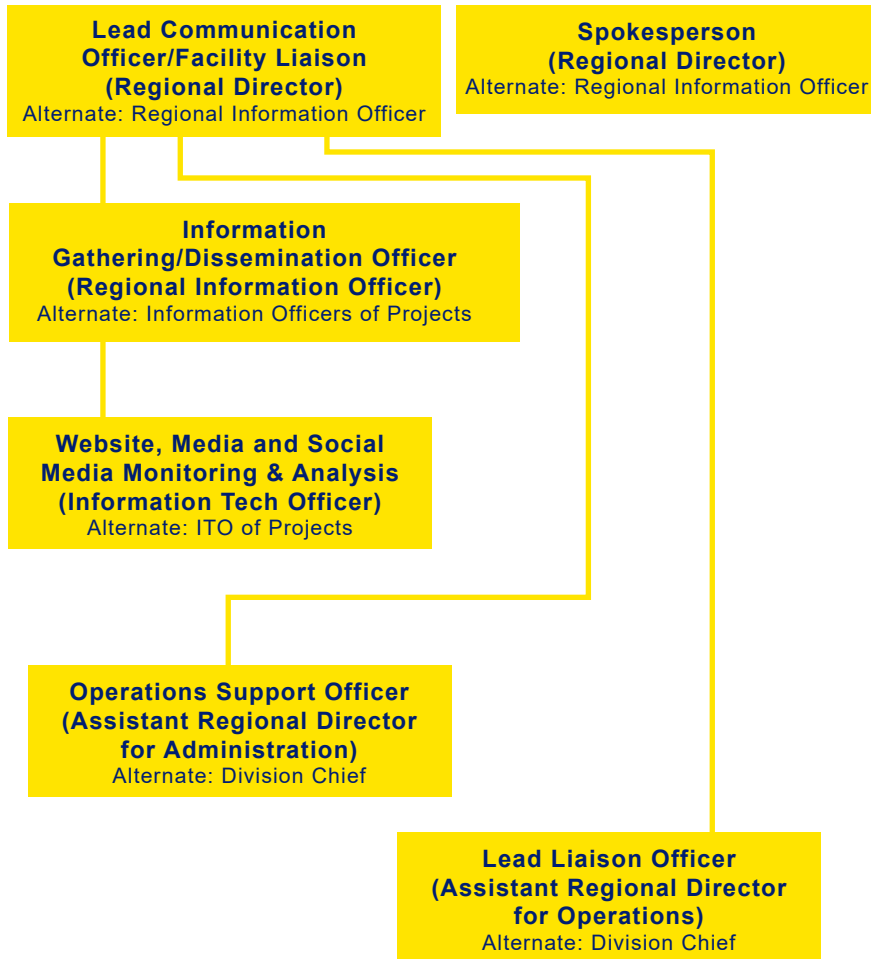 Lead Communication
Officer/Facility Liaison
(Regional Director)
Alternate: Regional Information Officer
Spokesperson
(Regional Director)
Alternate: Regional Information Officer
Information
Gathering/Dissemination Officer
(Regional Information Officer)
Alternate: Information Officers of Projects
Website, Media and Social
Media Monitoring & Analysis
(Information Tech Officer)
Alternate: ITO of Projects
Operations Support Officer
(Assistant Regional Director
for Administration)
Alternate: Division Chief
Lead Liaison Officer
(Assistant Regional Director
for Operations)
Alternate: Division Chief